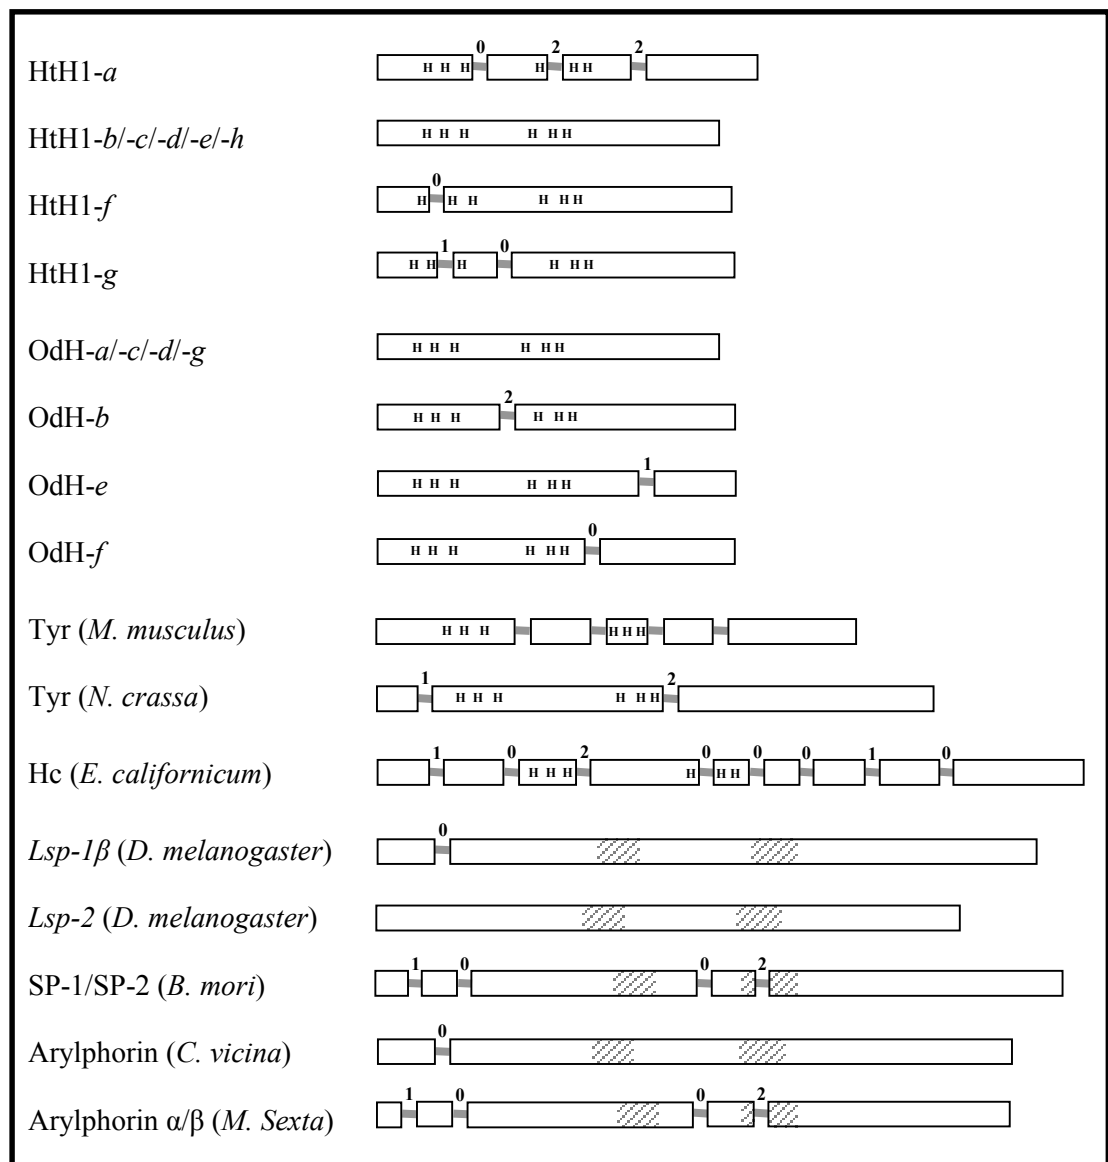 0 2 2
HtH1-a H H H H H H
HtH1-b/-c/-d/-e/-h H H H H H H
0
HtH1-f H H H H H H
1 0
HtH1-g H H H H H H
OdH-a/-c/-d/-g H H H H H H
2
OdH-b H H H H H H
1
OdH-e H H H H H H
0
OdH-f H H H H H H
Tyr (M. musculus) H H H H H H
1 2
Tyr (N. crassa) H H H H H H
1 0 2 0 0 0 1 0
Hc (E. californicum) H H H H H H
0
Lsp-1β (D. melanogaster)
Lsp-2 (D. melanogaster)
1 0 0 2
SP-1/SP-2 (B. mori)
0
Arylphorin (C. vicina)
1 0 0 2
Arylphorin α/β (M. Sexta)